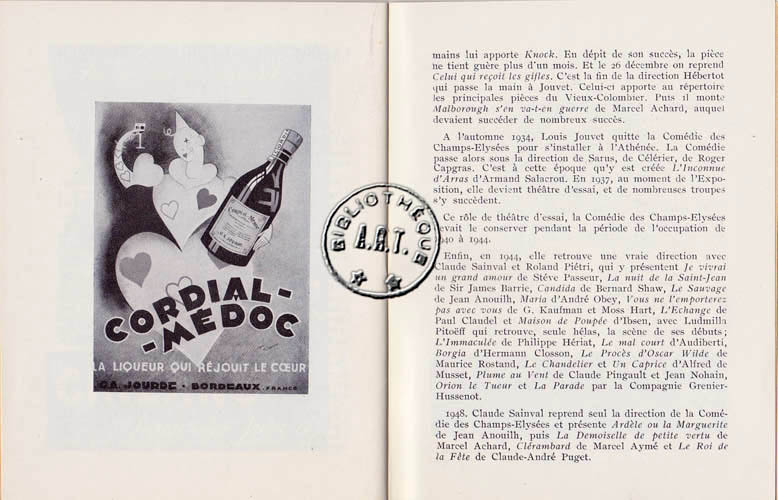 CORDIAL-
-MÉDOC
LA LIQUEUR QUI RÉJOUIT LE CŒUR
G.A. JOURDE • BORDEAUX - FRANCE
BIBLIOTHÈQUE
A.R.T.
mains lui apporte Knock. En dépit de son succès, la pièce
ne tient guère plus d'un mois. Et le 26 décembre on reprend
Celui qui reçoit les gifles. C'est la fin de la direction Hébertot
qui passe la main à Jouvet. Celui-ci apporte au répertoire
les principales pièces du Vieux-Colombier. Puis il monte
Malborough s'en va-t-en guerre de Marcel Achard, auquel
devaient succéder de nombreux succès.
A l'automne 1934, Louis Jouvet quitte la Comédie des
Champs-Elysées pour s'installer à l'Athénée. La Comédie
passe alors sous la direction de Sarus, de Célérier, de Roger
Capgras. C'est à cette époque qu'y est créée L'Inconnue
d'Arras d'Armand Salacrou. En 1937, au moment de l'Expo-
sition, elle devient théâtre d'essai, et de nombreuses troupes
s'y succèdent.
Ce rôle de théâtre d'essai, la Comédie des Champs-Elysées
devait le conserver pendant la période de l'occupation de
1940 à 1944.
Enfin, en 1944, elle retrouve une vraie direction avec
Claude Sainval et Roland Piétri, qui y présentent Je vivrai
un grand amour de Stève Passeur, La nuit de la Saint-Jean
de Sir James Barrie, Candida de Bernard Shaw, Le Sauvage
de Jean Anouilh, Maria d'André Obey, Vous ne l'emporterez
pas avec vous de G. Kaufman et Moss Hart, L'Echange de
Paul Claudel et Maison de Poupée d'Ibsen, avec Ludmilla
Pitoëff qui retrouve, seule hélas, la scène de ses débuts ;
L'Immaculée de Philippe Hériat, Le mal court d'Audiberti,
Borgia d'Hermann Closson, Le Procès d'Oscar Wilde de
Maurice Rostand, Le Chandelier et Un Caprice d'Alfred de
Musset, Plume au Vent de Claude Pingault et Jean Nohain,
Orion le Tueur et La Parade par la Compagnie Grenier-
Hussenot.
1948. Claude Sainval reprend seul la direction de la Comé-
die des Champs-Elysées et présente Ardèle ou la Marguerite
de Jean Anouilh, puis La Demoiselle de petite vertu de
Marcel Achard, Clérambard de Marcel Aymé et Le Roi de
la Fête de Claude-André Puget.